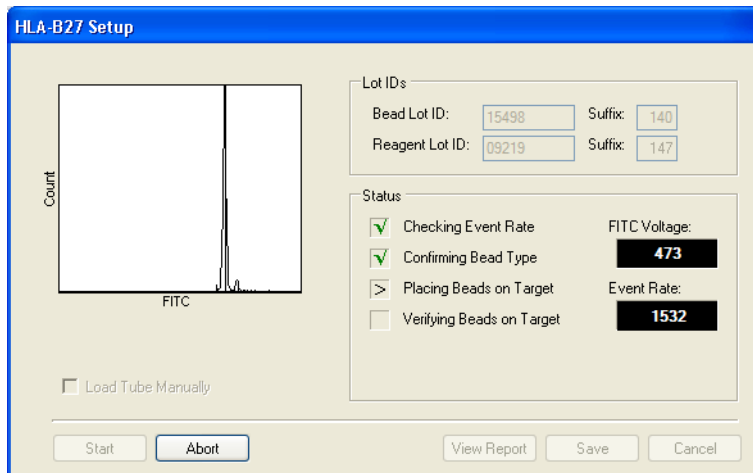 HLA-B27 Setup
Count
FITC
Load Tube Manually
Lot IDs
Bead Lot ID: 15498 Suffix: 140
Reagent Lot ID: 09219 Suffix: 147
Status
Checking Event Rate
Confirming Bead Type
> Placing Beads on Target
Verifying Beads on Target
FITC Voltage:
473
Event Rate:
1532
Start Abort View Report Save Cancel